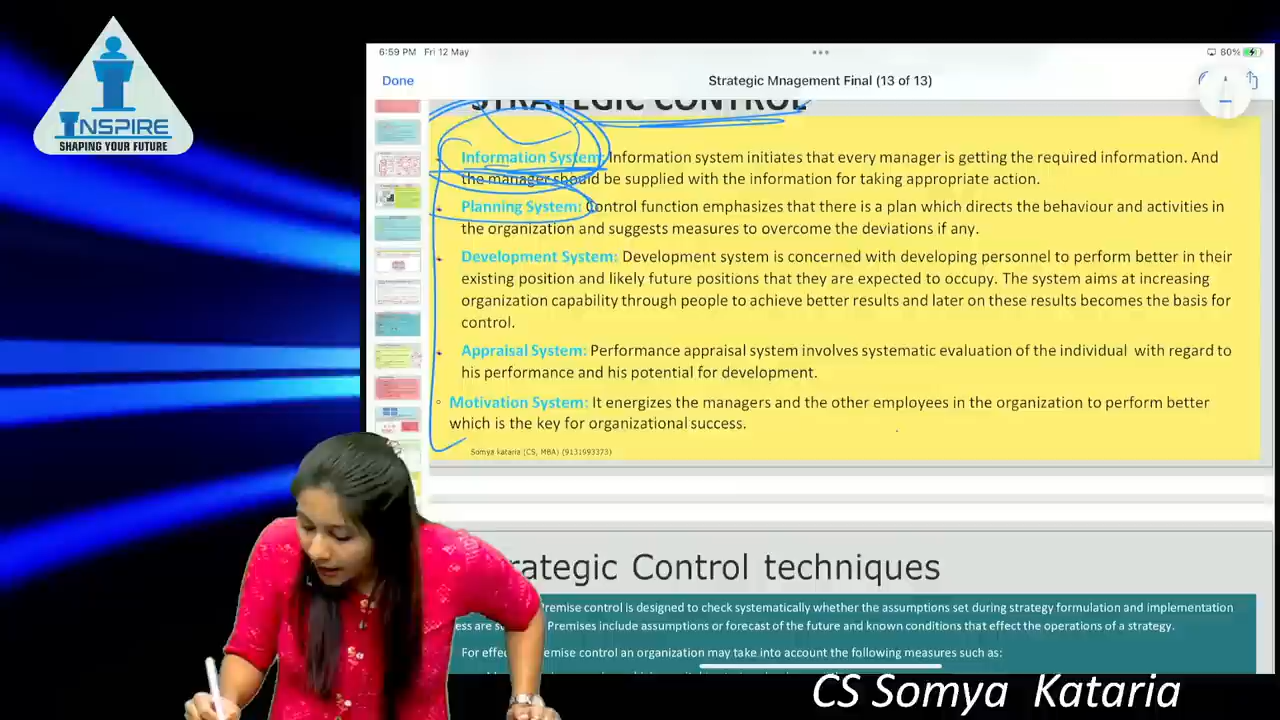 6:59 PM Fri 12 May
80%
Done
Strategic Mnagement Final (13 of 13)
INSPIRE
SHAPING YOUR FUTURE
STRATEGIC CONTROL
Information System: Information system initiates that every manager is getting the required information. And
the manager should be supplied with the information for taking appropriate action.
Planning System: Control function emphasizes that there is a plan which directs the behaviour and activities in
the organization and suggests measures to overcome the deviations if any.
Development System: Development system is concerned with developing personnel to perform better in their
existing position and likely future positions that they are expected to occupy. The system aims at increasing
organization capability through people to achieve better results and later on these results becomes the basis for
control.
Appraisal System: Performance appraisal system involves systematic evaluation of the individual with regard to
his performance and his potential for development.
Motivation System: It energizes the managers and the other employees in the organization to perform better
which is the key for organizational success.
Somya kataria (CS, MBA) (9131993373)
rategic Control techniques
Premise control is designed to check systematically whether the assumptions set during strategy formulation and implementation
ess are Premises include assumptions or forecast of the future and known conditions that effect the operations of a strategy.
For effe emise control an organization may take into account the following measures such as:
CS Somya Kataria